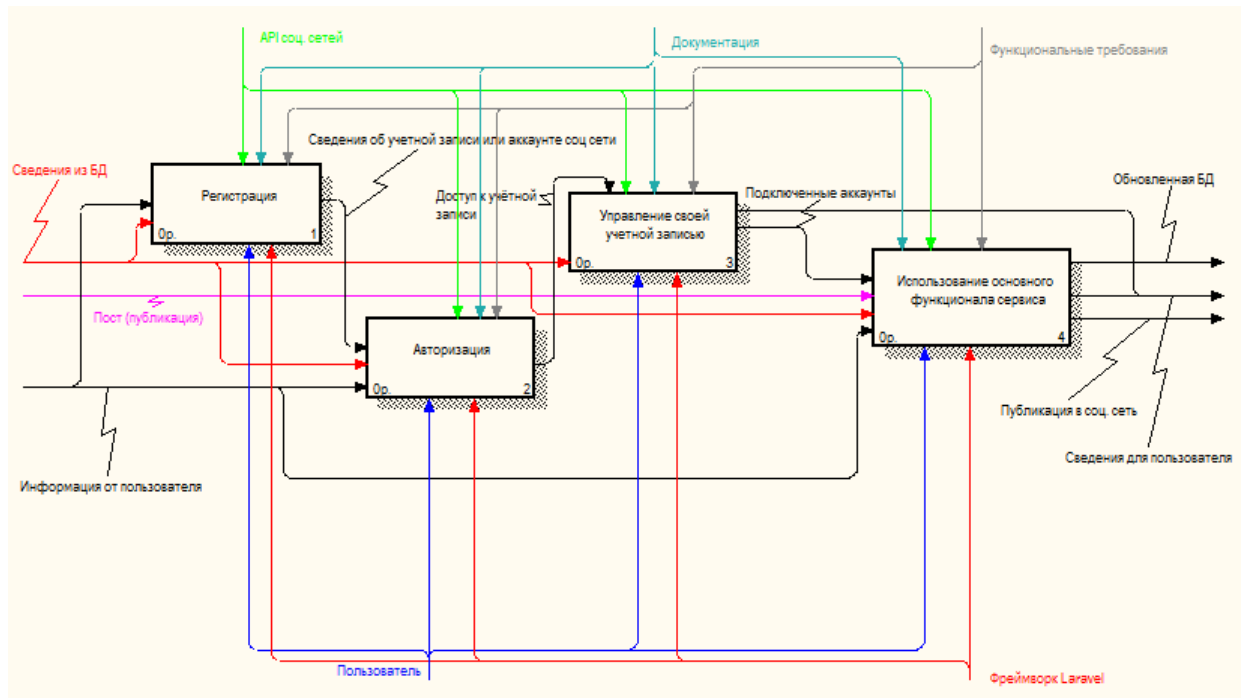 API соц. сетей
Документация
Функциональные требования
Сведения об учетной записи или аккаунте соц сети
Сведения из БД
Регистрация
0р. 1
Доступ к учётной
записи
Управление своей
учетной записью
0р. 3
Подключенные аккаунты
Обновленная БД
Использование основного
функционала сервиса
0р. 4
Пост (публикация)
Авторизация
0р. 2
Публикация в соц. сеть
Сведения для пользователя
Информация от пользователя
Пользователь
Фреймворк Laravel